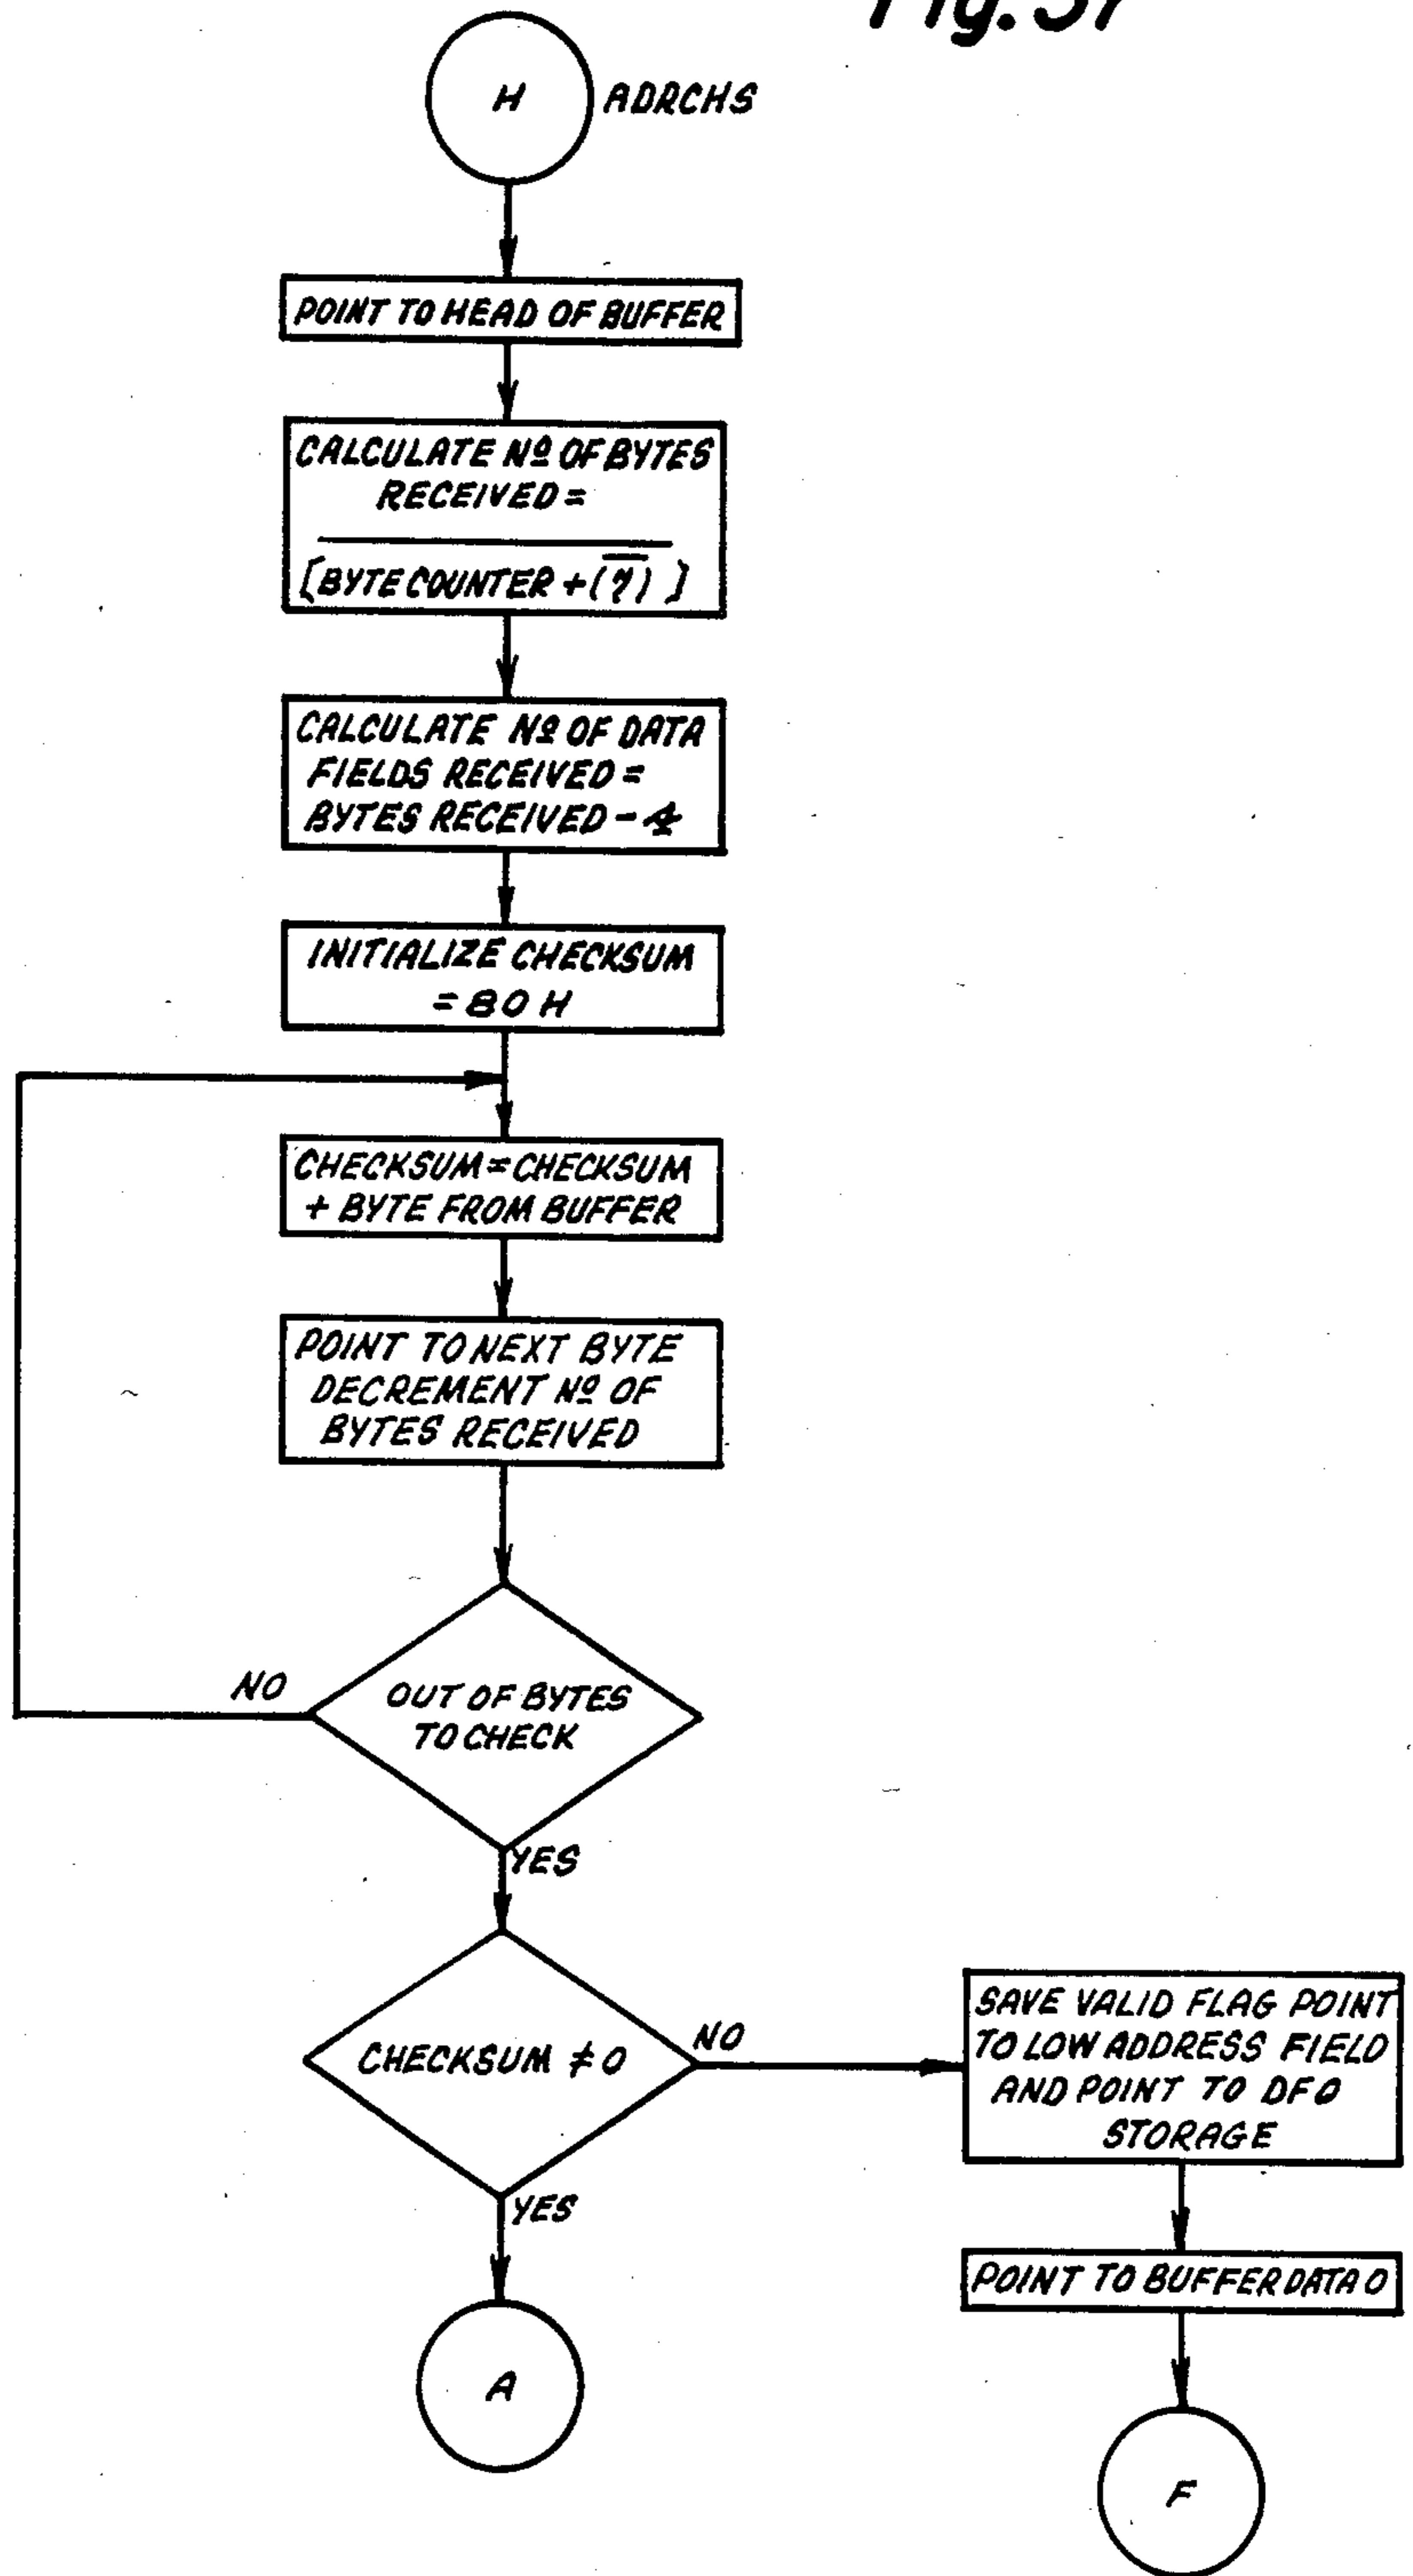 Fig. 37
H ADRCHS
POINT TO HEAD OF BUFFER
CALCULATE Nº OF BYTES
RECEIVED =
[BYTE COUNTER + (7̅) ]
CALCULATE Nº OF DATA
FIELDS RECEIVED =
BYTES RECEIVED - 4
INITIALIZE CHECKSUM
= 80 H
CHECKSUM = CHECKSUM
+ BYTE FROM BUFFER
POINT TO NEXT BYTE
DECREMENT Nº OF
BYTES RECEIVED
NO
OUT OF BYTES
TO CHECK
YES
CHECKSUM ≠ 0
NO
SAVE VALID FLAG POINT
TO LOW ADDRESS FIELD
AND POINT TO DF0
STORAGE
YES
POINT TO BUFFER DATA 0
A
F